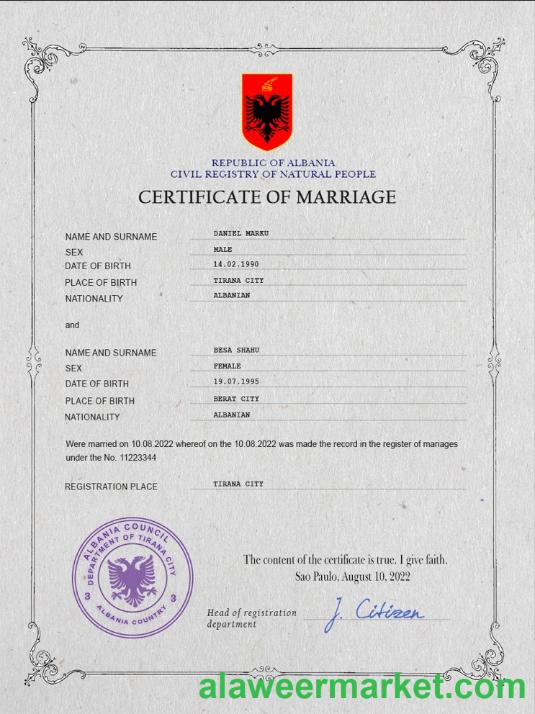 REPUBLIC OF ALBANIA
CIVIL REGISTRY OF NATURAL PEOPLE
CERTIFICATE OF MARRIAGE
NAME AND SURNAME DANIEL MARKU
SEX MALE
DATE OF BIRTH 14.02.1990
PLACE OF BIRTH TIRANA CITY
NATIONALITY ALBANIAN
and
NAME AND SURNAME BESA SHAHU
SEX FEMALE
DATE OF BIRTH 19.07.1995
PLACE OF BIRTH BERAT CITY
NATIONALITY ALBANIAN
Were married on 10.08.2022 whereof on the 10.08.2022 was made the record in the register of mariages
under the No. 11223344
REGISTRATION PLACE TIRANA CITY
ALBANIA COUNCIL
DEPARTMENT OF TIRANA CITY
3 3
ALBANIA COUNTRY
The content of the certificate is true. I give faith.
Sao Paulo, August 10, 2022
Head of registration
department
J. Citizen
alaweermarket.com